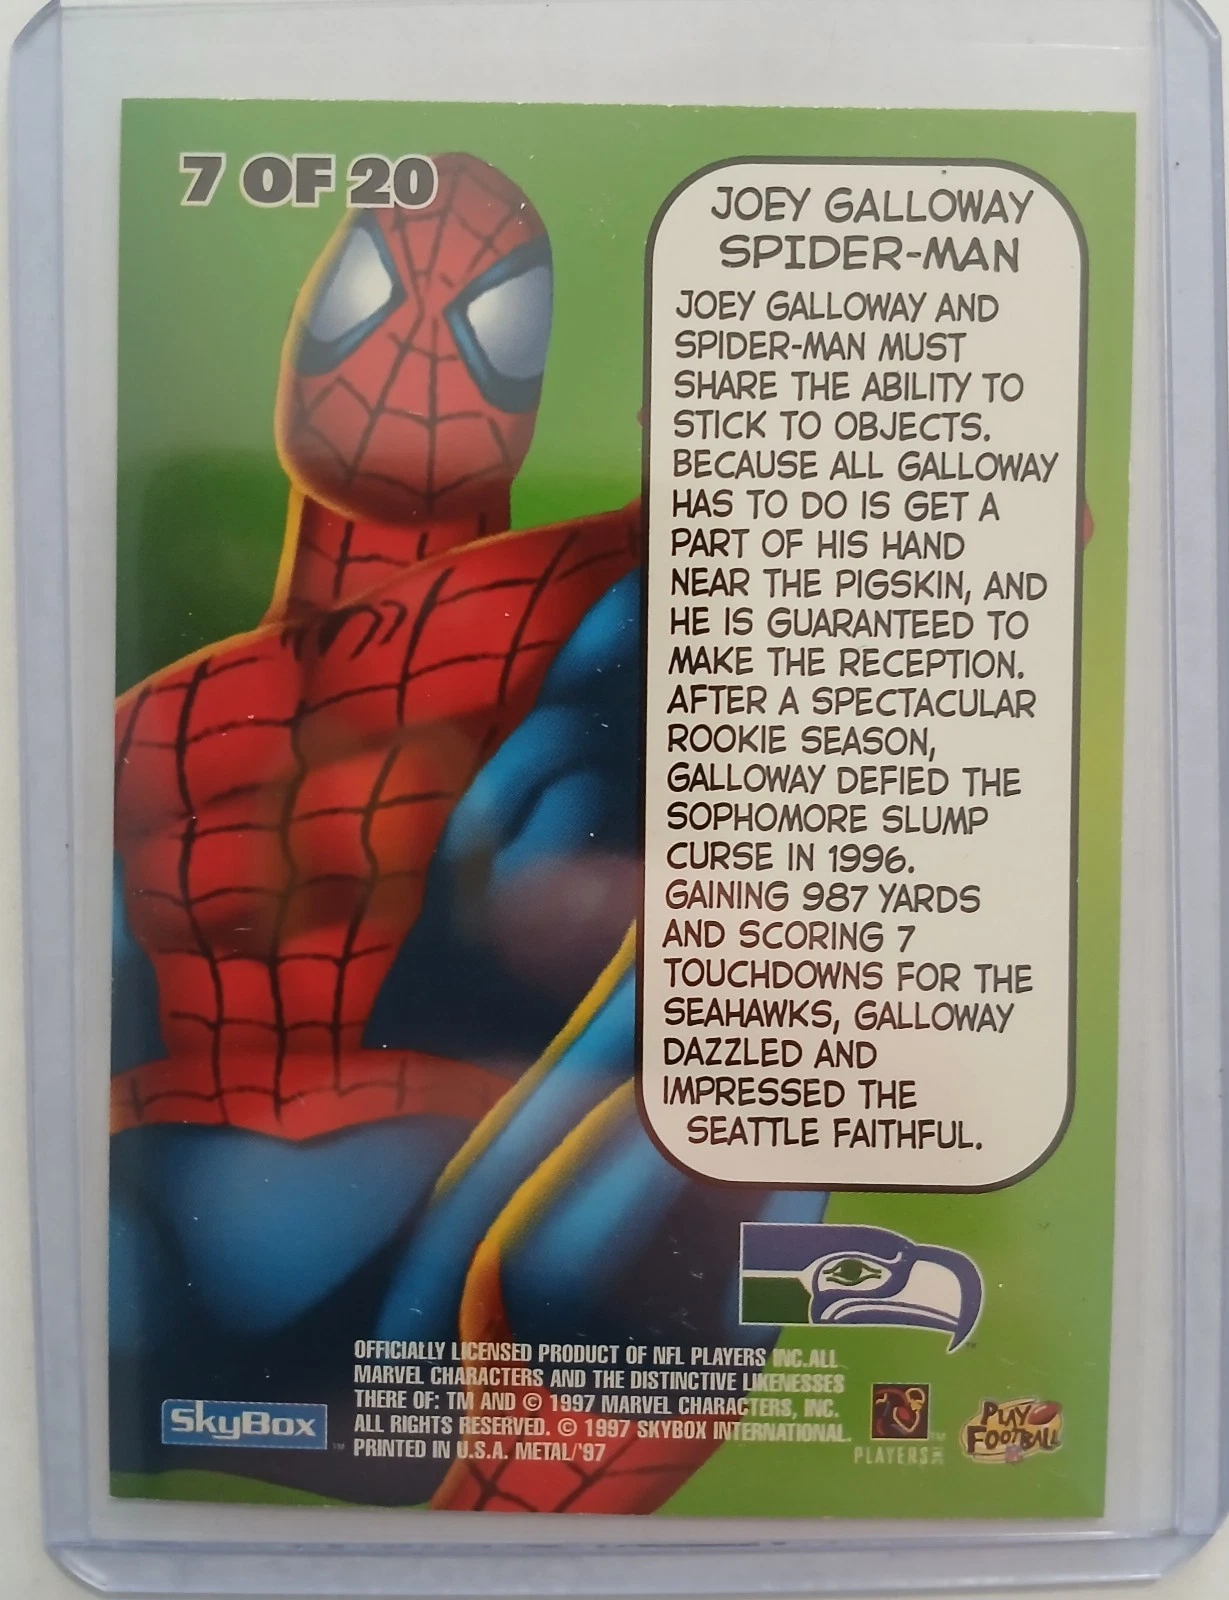 7 OF 20
JOEY GALLOWAY
SPIDER-MAN
JOEY GALLOWAY AND
SPIDER-MAN MUST
SHARE THE ABILITY TO
STICK TO OBJECTS.
BECAUSE ALL GALLOWAY
HAS TO DO IS GET A
PART OF HIS HAND
NEAR THE PIGSKIN, AND
HE IS GUARANTEED TO
MAKE THE RECEPTION.
AFTER A SPECTACULAR
ROOKIE SEASON,
GALLOWAY DEFIED THE
SOPHOMORE SLUMP
CURSE IN 1996.
GAINING 987 YARDS
AND SCORING 7
TOUCHDOWNS FOR THE
SEAHAWKS, GALLOWAY
DAZZLED AND
IMPRESSED THE
SEATTLE FAITHFUL.
OFFICIALLY LICENSED PRODUCT OF NFL PLAYERS INC.ALL
MARVEL CHARACTERS AND THE DISTINCTIVE LIKENESSES
THERE OF: TM AND © 1997 MARVEL CHARACTERS, INC.
ALL RIGHTS RESERVED. © 1997 SKYBOX INTERNATIONAL.
PRINTED IN U.S.A. METAL/'97
SKYBOX™
PLAYERS INC
PLAY
FOOTBALL